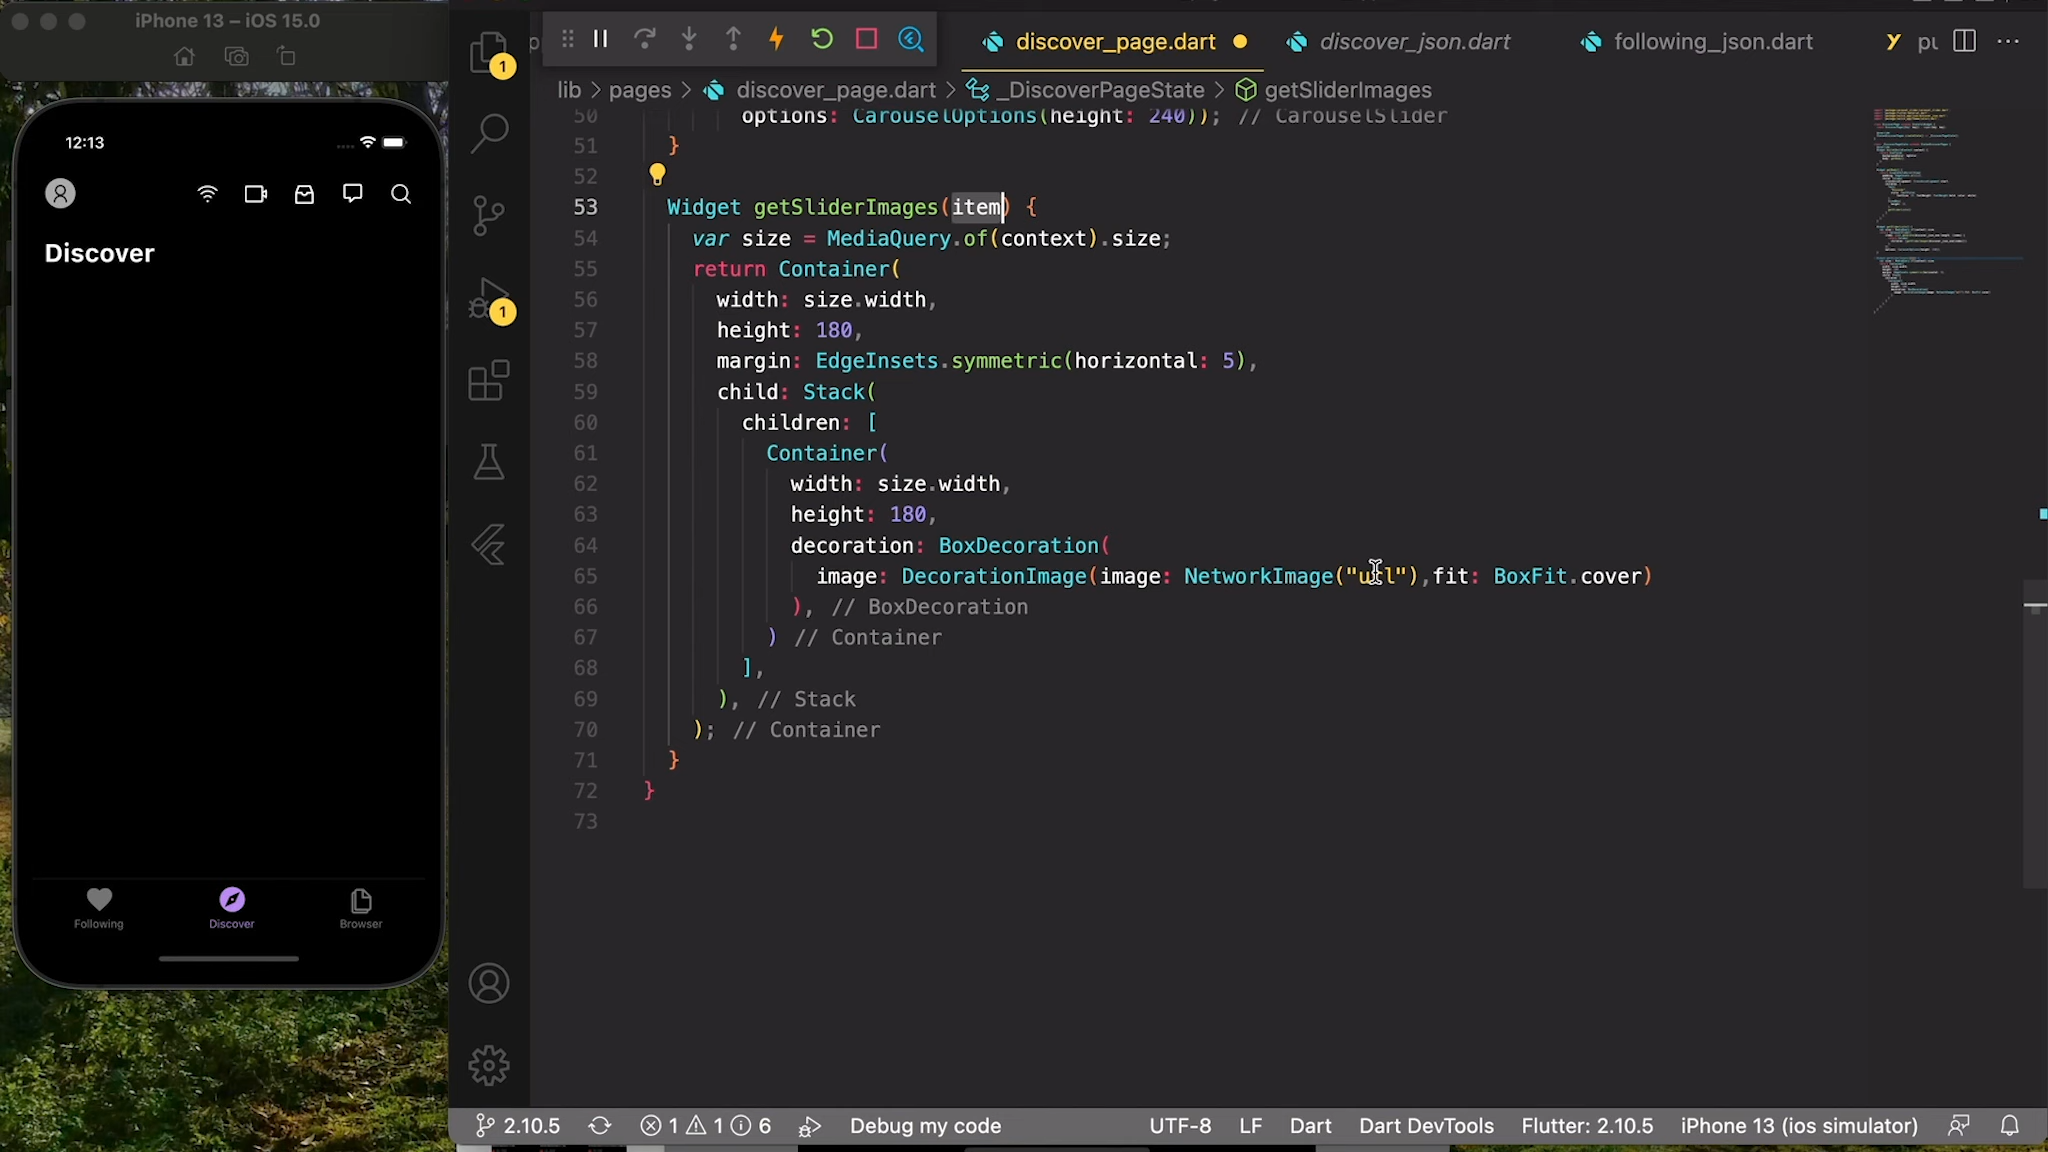 iPhone 13 – iOS 15.0
12:13
Discover
Following
Discover
Browser
1
1
discover_page.dart
discover_json.dart
following_json.dart
pu
lib > pages > discover_page.dart > _DiscoverPageState > getSliderImages
50 options: CarouselOptions(height: 240)); // CarouselSlider
51 }
52
53 Widget getSliderImages(item) {
54 var size = MediaQuery.of(context).size;
55 return Container(
56 width: size.width,
57 height: 180,
58 margin: EdgeInsets.symmetric(horizontal: 5),
59 child: Stack(
60 children: [
61 Container(
62 width: size.width,
63 height: 180,
64 decoration: BoxDecoration(
65 image: DecorationImage(image: NetworkImage("url"),fit: BoxFit.cover)
66 ), // BoxDecoration
67 ) // Container
68 ],
69 ), // Stack
70 ); // Container
71 }
72 }
73
2.10.5 1 1 6 Debug my code UTF-8 LF Dart Dart DevTools Flutter: 2.10.5 iPhone 13 (ios simulator)